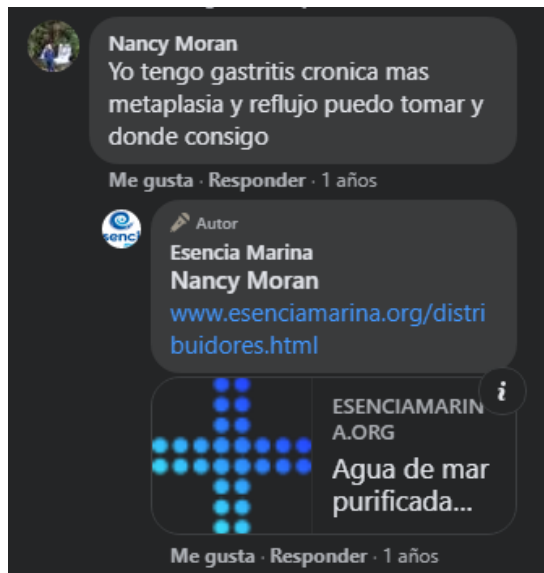 Nancy Moran
Yo tengo gastritis cronica mas
metaplasia y reflujo puedo tomar y
donde consigo
Me gusta · Responder · 1 años
Autor
Esencia Marina
Nancy Moran
www.esenciamarina.org/distri
buidores.html
ESENCIAMARIN
A.ORG
Agua de mar
purificada...
Me gusta · Responder · 1 años